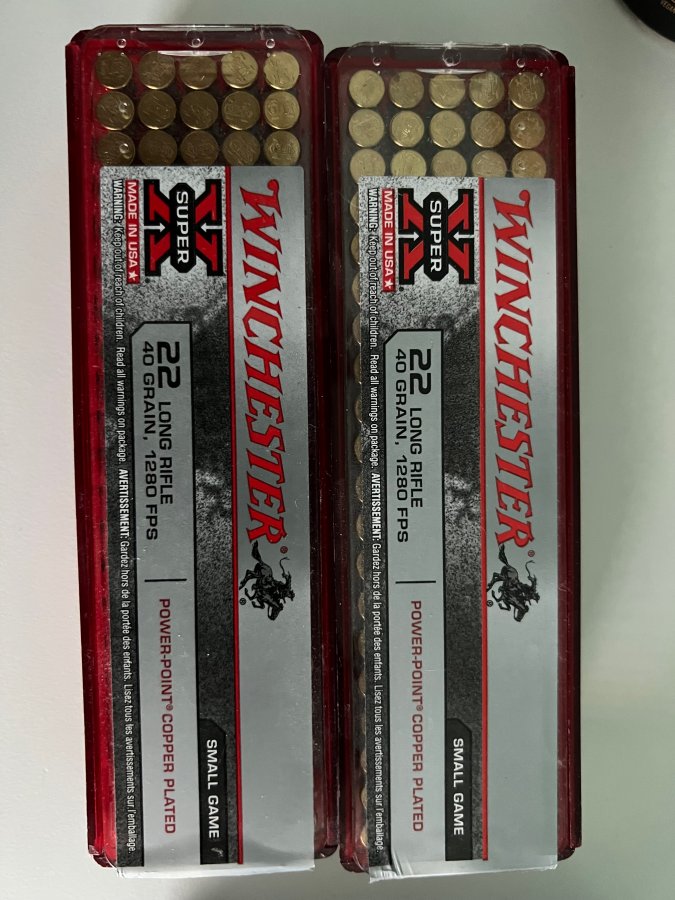 WINCHESTER®
SUPER
X®
MADE IN USA★
22 LONG RIFLE
40 GRAIN, 1280 FPS
POWER-POINT® COPPER PLATED
SMALL GAME
WARNING: Keep out of reach of children. Read all warnings on package. AVERTISSEMENT: Gardez hors de la portée des enfants. Lisez tous les avertissements sur l'emballage.
WINCHESTER®
SUPER
X®
MADE IN USA★
22 LONG RIFLE
40 GRAIN, 1280 FPS
POWER-POINT® COPPER PLATED
SMALL GAME
WARNING: Keep out of reach of children. Read all warnings on package. AVERTISSEMENT: Gardez hors de la portée des enfants. Lisez tous les avertissements sur l'emballage.